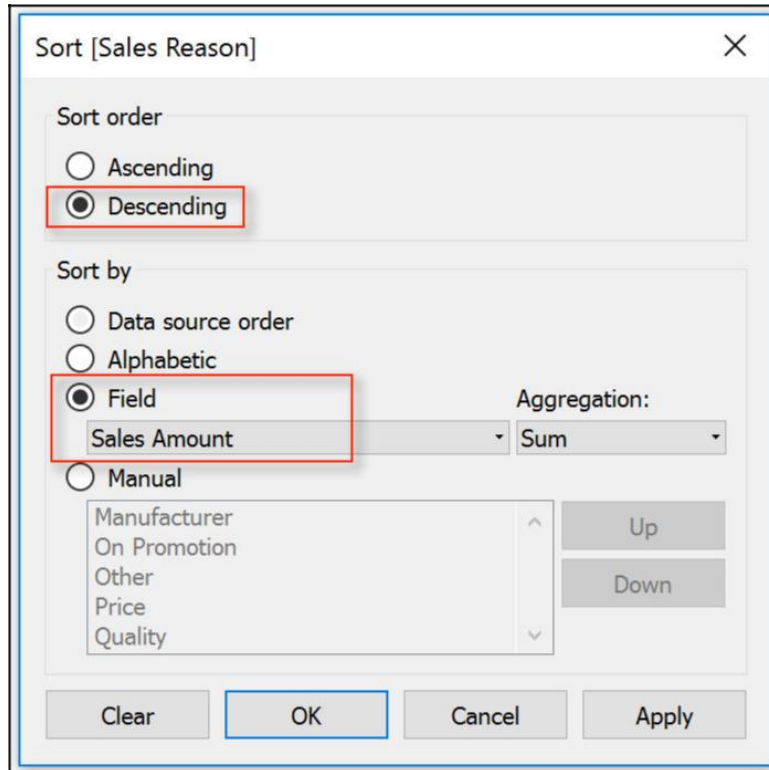 Sort [Sales Reason]
Sort order
Ascending
Descending
Sort by
Data source order
Alphabetic
Field
Aggregation:
Sales Amount
Sum
Manual
Manufacturer
On Promotion
Other
Price
Quality
Up
Down
Clear
OK
Cancel
Apply